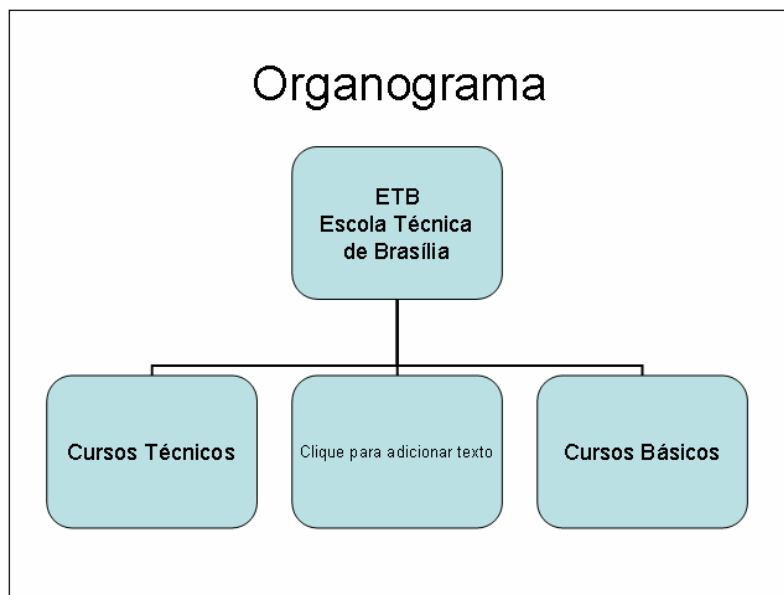 Organograma
ETB
Escola Técnica
de Brasília
Cursos Técnicos
Clique para adicionar texto
Cursos Básicos